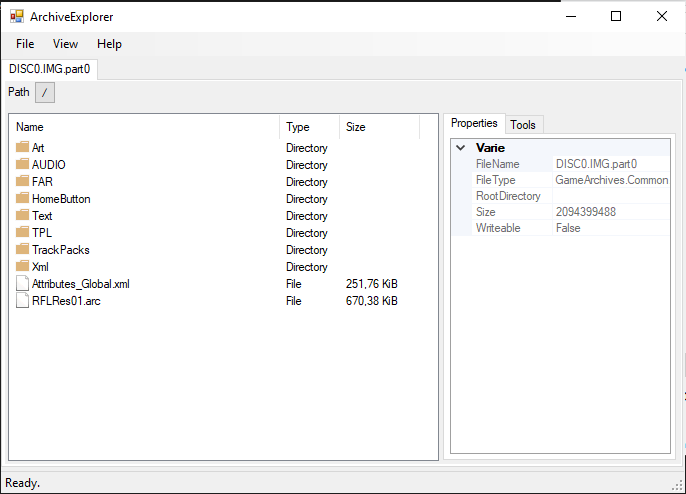 ArchiveExplorer
File View Help
DISC0.IMG.part0
Path /
Name Type Size
Art Directory
AUDIO Directory
FAR Directory
HomeButton Directory
Text Directory
TPL Directory
TrackPacks Directory
Xml Directory
Attributes_Global.xml File 251,76 KiB
RFLRes01.arc File 670,38 KiB
Properties Tools
Varie
FileName DISC0.IMG.part0
FileType GameArchives.Common
RootDirectory
Size 2094399488
Writeable False
Ready.